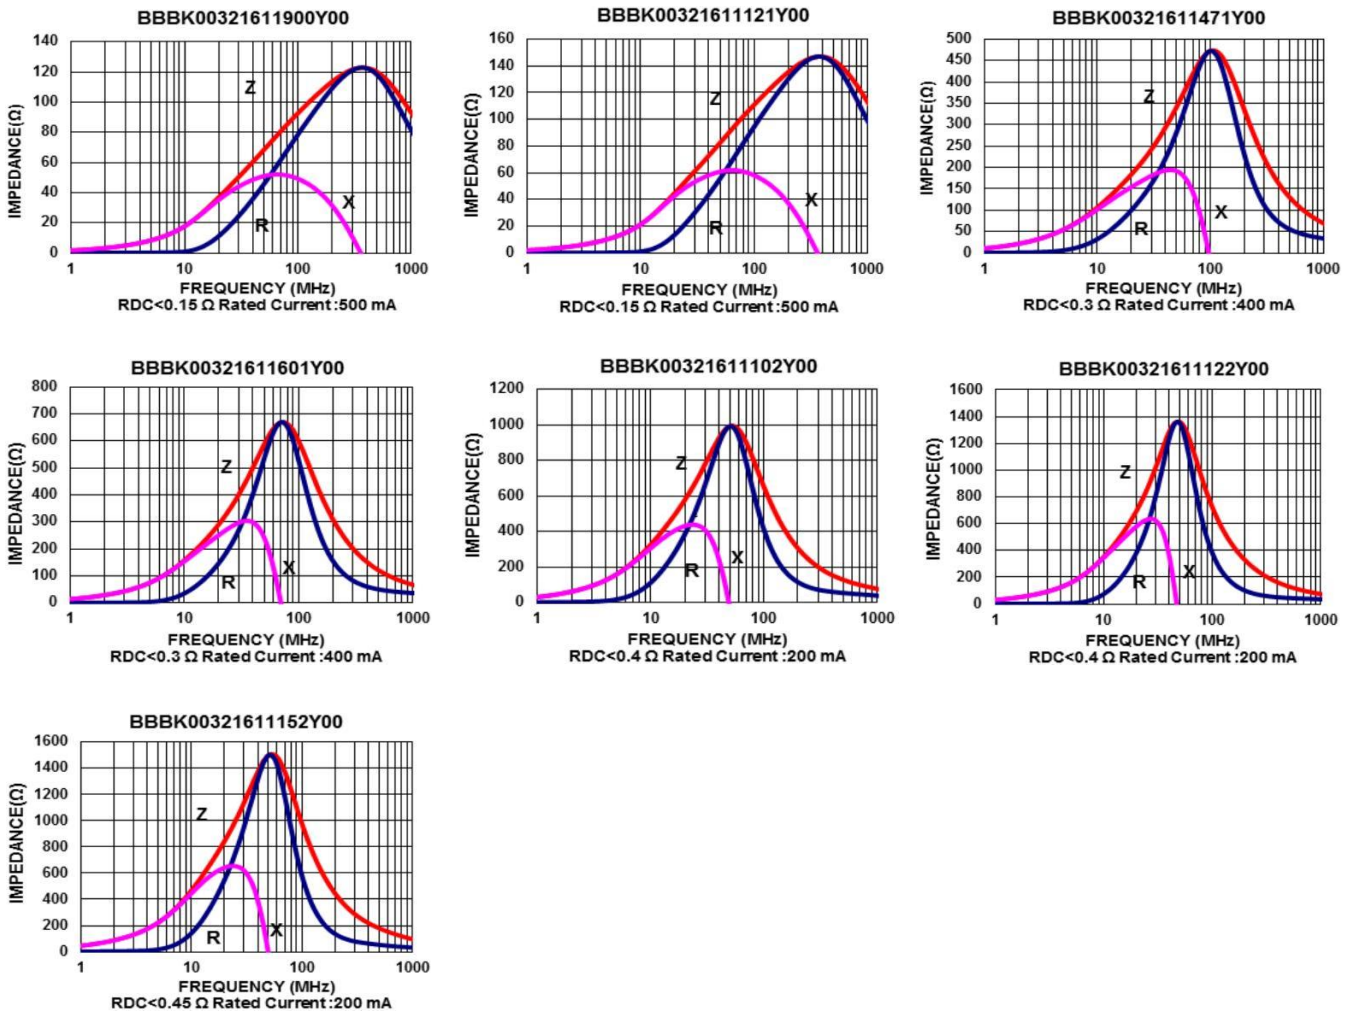 BBBK00321611900Y00
140
120
100
80
60
40
20
0
IMPEDANCE(Ω)
Z
X
R
1 10 100 1000
FREQUENCY (MHz)
RDC<0.15 Ω Rated Current :500 mA
BBBK00321611121Y00
160
140
120
100
80
60
40
20
0
IMPEDANCE(Ω)
Z
X
R
1 10 100 1000
FREQUENCY (MHz)
RDC<0.15 Ω Rated Current :500 mA
BBBK00321611471Y00
500
450
400
350
300
250
200
150
100
50
0
IMPEDANCE(Ω)
Z
X
R
1 10 100 1000
FREQUENCY (MHz)
RDC<0.3 Ω Rated Current :400 mA
BBBK00321611601Y00
800
700
600
500
400
300
200
100
0
IMPEDANCE(Ω)
Z
X
R
1 10 100 1000
FREQUENCY (MHz)
RDC<0.3 Ω Rated Current :400 mA
BBBK00321611102Y00
1200
1000
800
600
400
200
0
IMPEDANCE(Ω)
Z
X
R
1 10 100 1000
FREQUENCY (MHz)
RDC<0.4 Ω Rated Current :200 mA
BBBK00321611122Y00
1600
1400
1200
1000
800
600
400
200
0
IMPEDANCE(Ω)
Z
X
R
1 10 100 1000
FREQUENCY (MHz)
RDC<0.4 Ω Rated Current :200 mA
BBBK00321611152Y00
1600
1400
1200
1000
800
600
400
200
0
IMPEDANCE(Ω)
Z
X
R
1 10 100 1000
FREQUENCY (MHz)
RDC<0.45 Ω Rated Current :200 mA